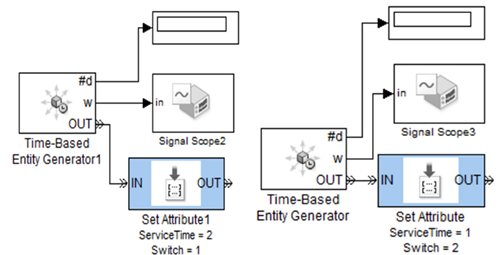 #d
w
OUT
Time-Based
Entity Generator1
in
Signal Scope2
IN
[...]
OUT
Set Attribute1
ServiceTime = 2
Switch = 1
#d
w
OUT
Time-Based
Entity Generator
in
Signal Scope3
IN
[...]
OUT
Set Attribute
ServiceTime = 1
Switch = 2